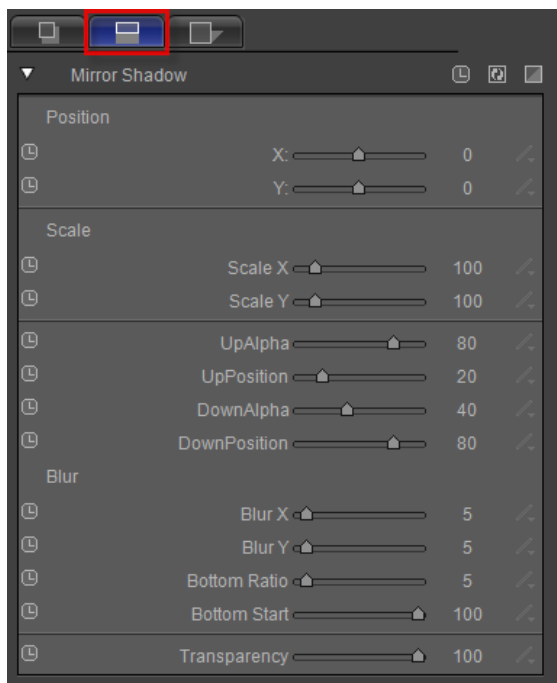 Mirror Shadow
Position
X: 0
Y: 0
Scale
Scale X 100
Scale Y 100
UpAlpha 80
UpPosition 20
DownAlpha 40
DownPosition 80
Blur
Blur X 5
Blur Y 5
Bottom Ratio 5
Bottom Start 100
Transparency 100